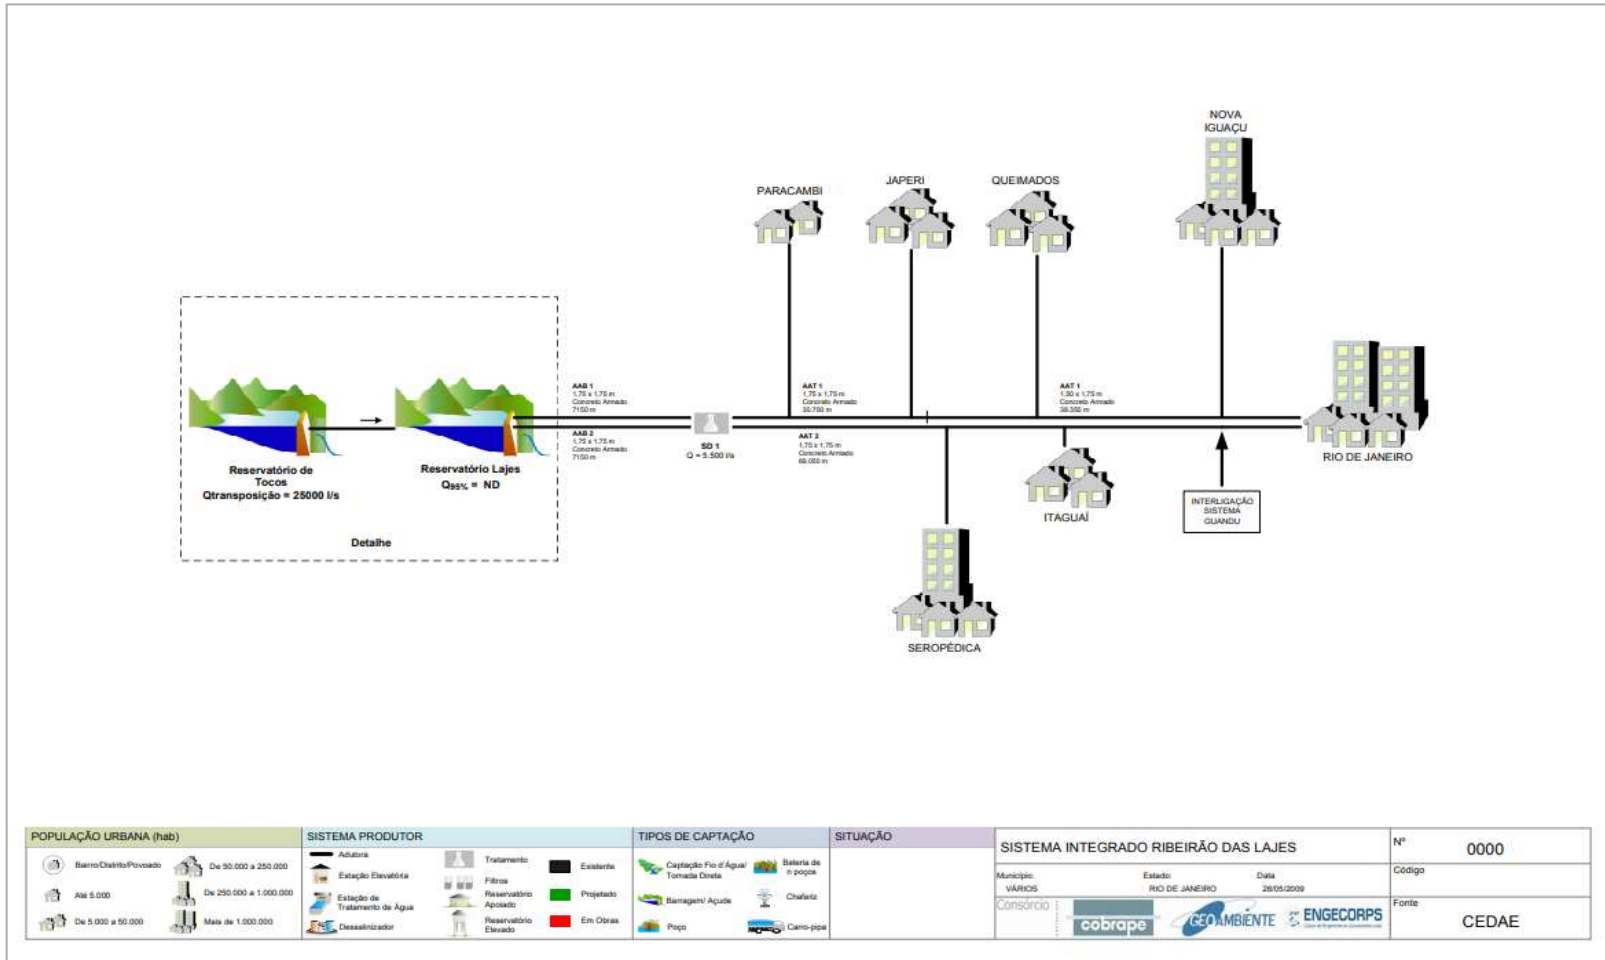 NOVA
IGUAÇU
PARACAMBI
JAPERI
QUEIMADOS
AAB 1
1,75 x 1,75 m
Concreto Armado
7150 m
AAT 1
1,75 x 1,75 m
Concreto Armado
AAT 1
Concreto Armado
AAB 2
1,75 x 1,75 m
Concreto Armado
7150 m
SD 1
Q = 5.500 l/s
AAT 2
1,75 x 1,75 m
Concreto Armado
RIO DE JANEIRO
Reservatório de
Tocos
Qtransposição = 25000 l/s
Reservatório Lajes
Q95% = ND
Detalhe
INTERLIGAÇÃO
SISTEMA
GUANDU
ITAGUAÍ
SEROPÉDICA
POPULAÇÃO URBANA (hab)
Bairro/Distrito/Povoado
De 50.000 a 250.000
Até 5.000
De 250.000 a 1.000.000
De 5.000 a 50.000
Mais de 1.000.000
SISTEMA PRODUTOR
Adutora
Estação Elevatória
Estação de
Tratamento de Água
Dessalinizador
Tratamento
Filtros
Reservatório
Apoiado
Reservatório
Elevado
Existente
Projetado
Em Obras
TIPOS DE CAPTAÇÃO
Captação Fio d'Água/
Tomada Direta
Barragem/ Açude
Poço
Bateria de
n poços
Chafariz
Carro-pipa
SITUAÇÃO
SISTEMA INTEGRADO RIBEIRÃO DAS LAJES
Nº
0000
Município:
VÁRIOS
Estado:
RIO DE JANEIRO
Data
28/05/2009
Código
Consórcio
cobrape
GEOAMBIENTE
ENGECORPS
Fonte
CEDAE